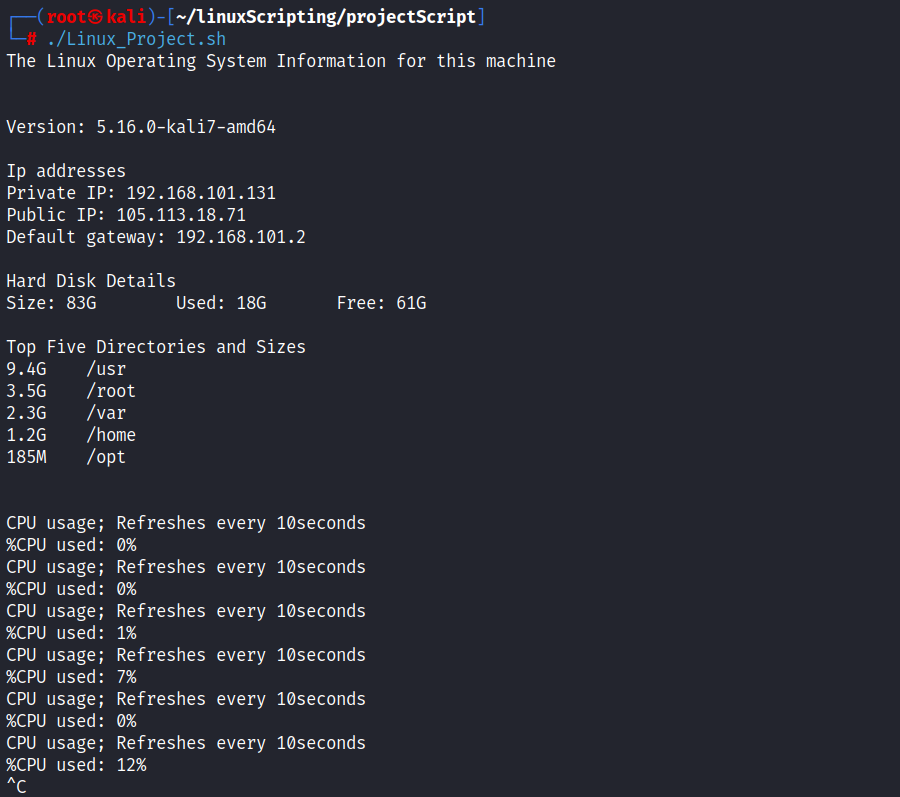 ┌──(root㉿kali)-[~/linuxScripting/projectScript]
└─# ./Linux_Project.sh
The Linux Operating System Information for this machine
Version: 5.16.0-kali7-amd64
Ip addresses
Private IP: 192.168.101.131
Public IP: 105.113.18.71
Default gateway: 192.168.101.2
Hard Disk Details
Size: 83G        Used: 18G       Free: 61G
Top Five Directories and Sizes
9.4G    /usr
3.5G    /root
2.3G    /var
1.2G    /home
185M    /opt
CPU usage; Refreshes every 10seconds
%CPU used: 0%
CPU usage; Refreshes every 10seconds
%CPU used: 0%
CPU usage; Refreshes every 10seconds
%CPU used: 1%
CPU usage; Refreshes every 10seconds
%CPU used: 7%
CPU usage; Refreshes every 10seconds
%CPU used: 0%
CPU usage; Refreshes every 10seconds
%CPU used: 12%
^C